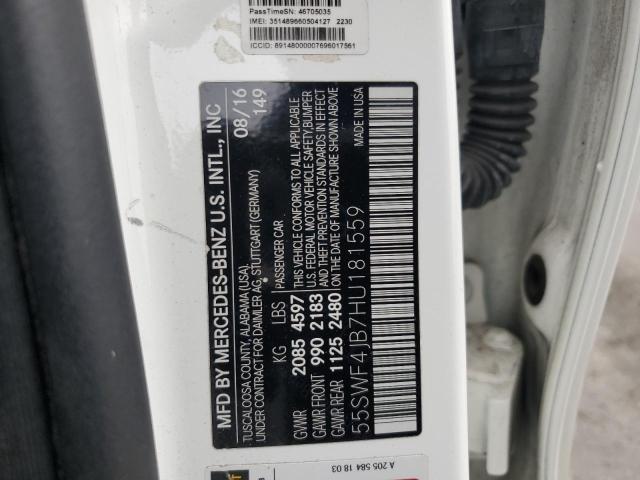 PassTimeSN: 46705035
IMEI: 351489660504127 2230
ICCID: 89148000007696017561
MFD BY MERCEDES-BENZ U.S. INTL., INC
TUSCALOOSA COUNTY, ALABAMA (USA)
UNDER CONTRACT FOR DAIMLER AG, STUTTGART (GERMANY)
08/16
149
KG LBS PASSENGER CAR
GVWR 2085 4597
GAWR FRONT 990 2183
GAWR REAR 1125 2480
THIS VEHICLE CONFORMS TO ALL APPLICABLE
U.S. FEDERAL MOTOR VEHICLE SAFETY, BUMPER
AND THEFT PREVENTION STANDARDS IN EFFECT
ON THE DATE OF MANUFACTURE SHOWN ABOVE
MADE IN USA
55SWF4JB7HU181559
A 205 584 18 03